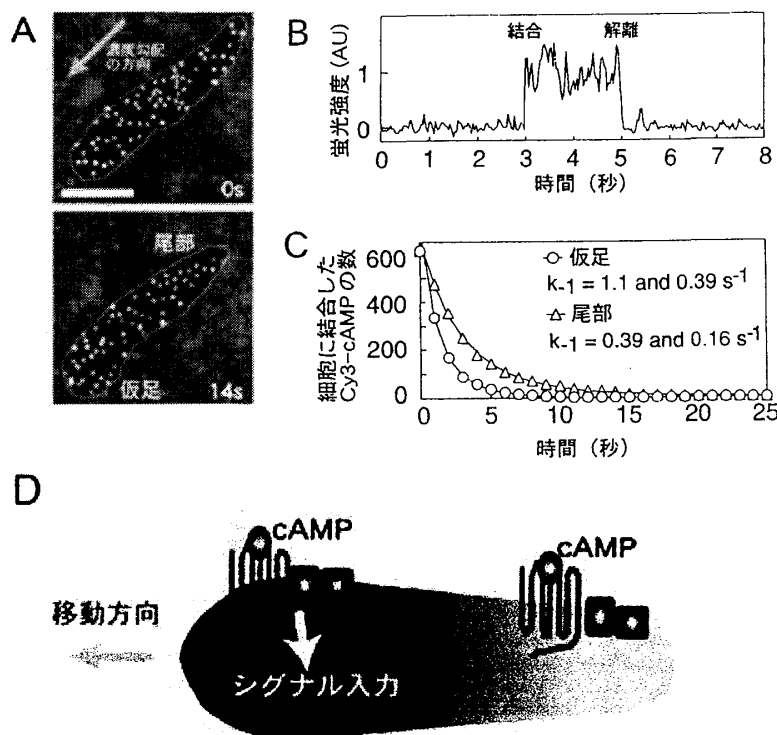 A
濃度勾配
の方向
0s
尾部
仮足
14s
B
蛍光強度 (AU)
1
0
結合
解離
0 1 2 3 4 5 6 7 8
時間（秒）
C
細胞に結合した
Cy3-cAMP の数
600
400
200
0
仮足
k-1 = 1.1 and 0.39 s-1
尾部
k-1 = 0.39 and 0.16 s-1
0 5 10 15 20 25
時間（秒）
D
cAMP
cAMP
移動方向
シグナル入力